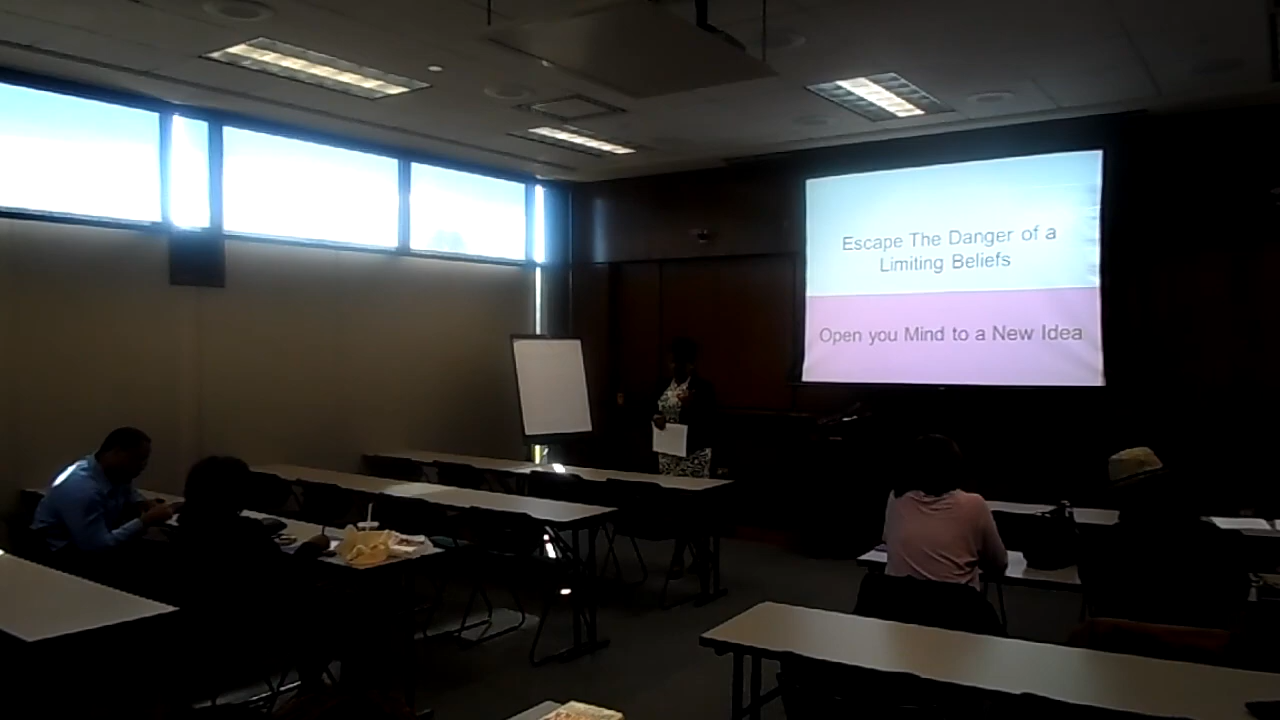 Escape The Danger of a
Limiting Beliefs
Open you Mind to a New Idea